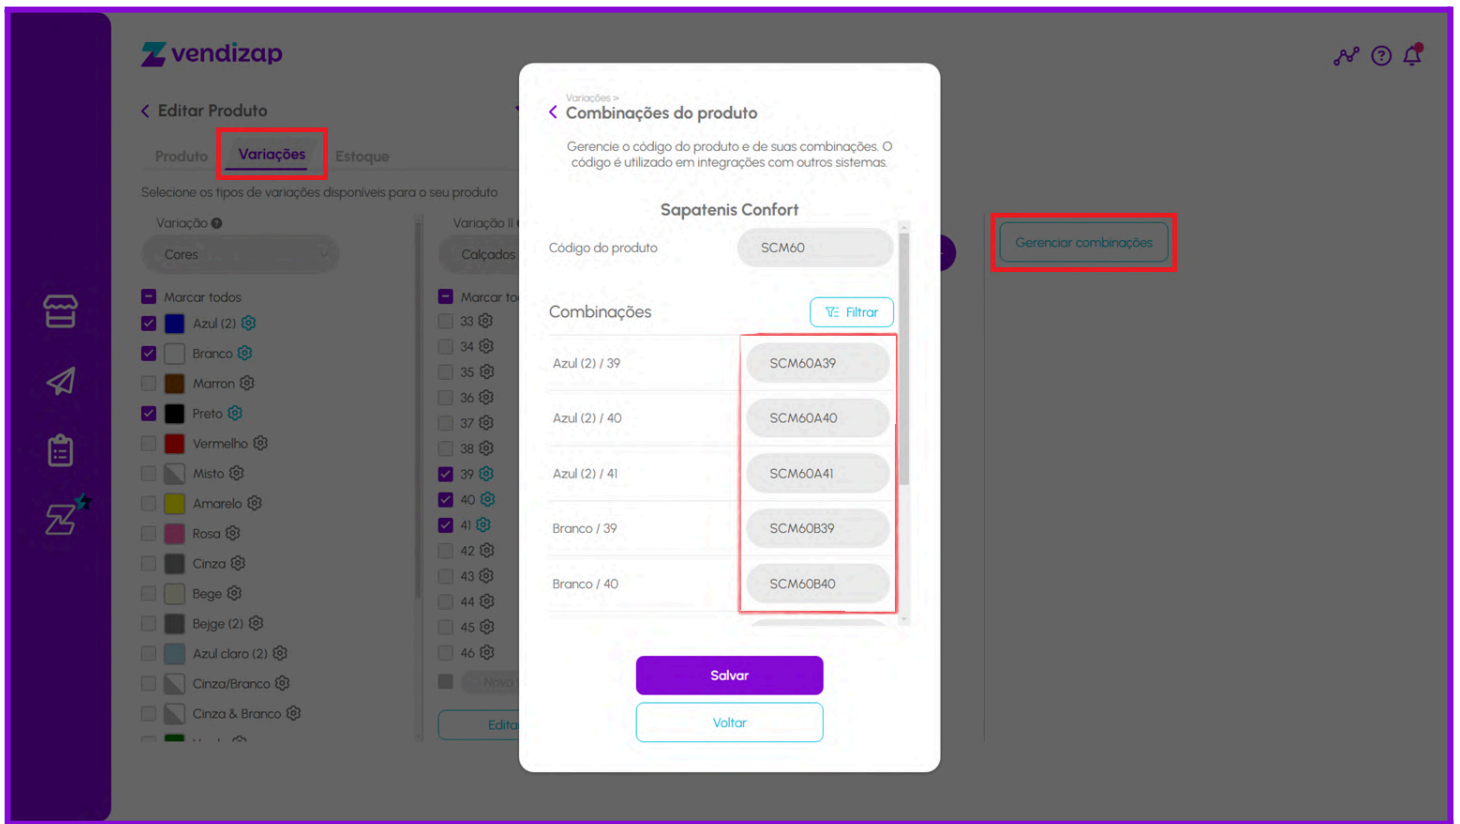 vendizap
Editar Produto
Produto
Variações
Estoque
Selecione os tipos de variações disponíveis para o seu produto
Variação
Cores
Marcar todos
Azul (2)
Branco
Marron
Preto
Vermelho
Misto
Amarelo
Rosa
Cinza
Bege
Bejge (2)
Azul claro (2)
Cinza/Branco
Cinza & Branco
Variação II
Calçados
Marcar to
33
34
35
36
37
38
39
40
41
42
43
44
45
46
Nova
Edita
Variações >
Combinações do produto
Gerencie o código do produto e de suas combinações. O
código é utilizado em integrações com outros sistemas.
Sapatenis Confort
Código do produto
SCM60
Combinações
Filtrar
Azul (2) / 39
SCM60A39
Azul (2) / 40
SCM60A40
Azul (2) / 41
SCM60A41
Branco / 39
SCM60B39
Branco / 40
SCM60B40
Salvar
Voltar
Gerenciar combinações